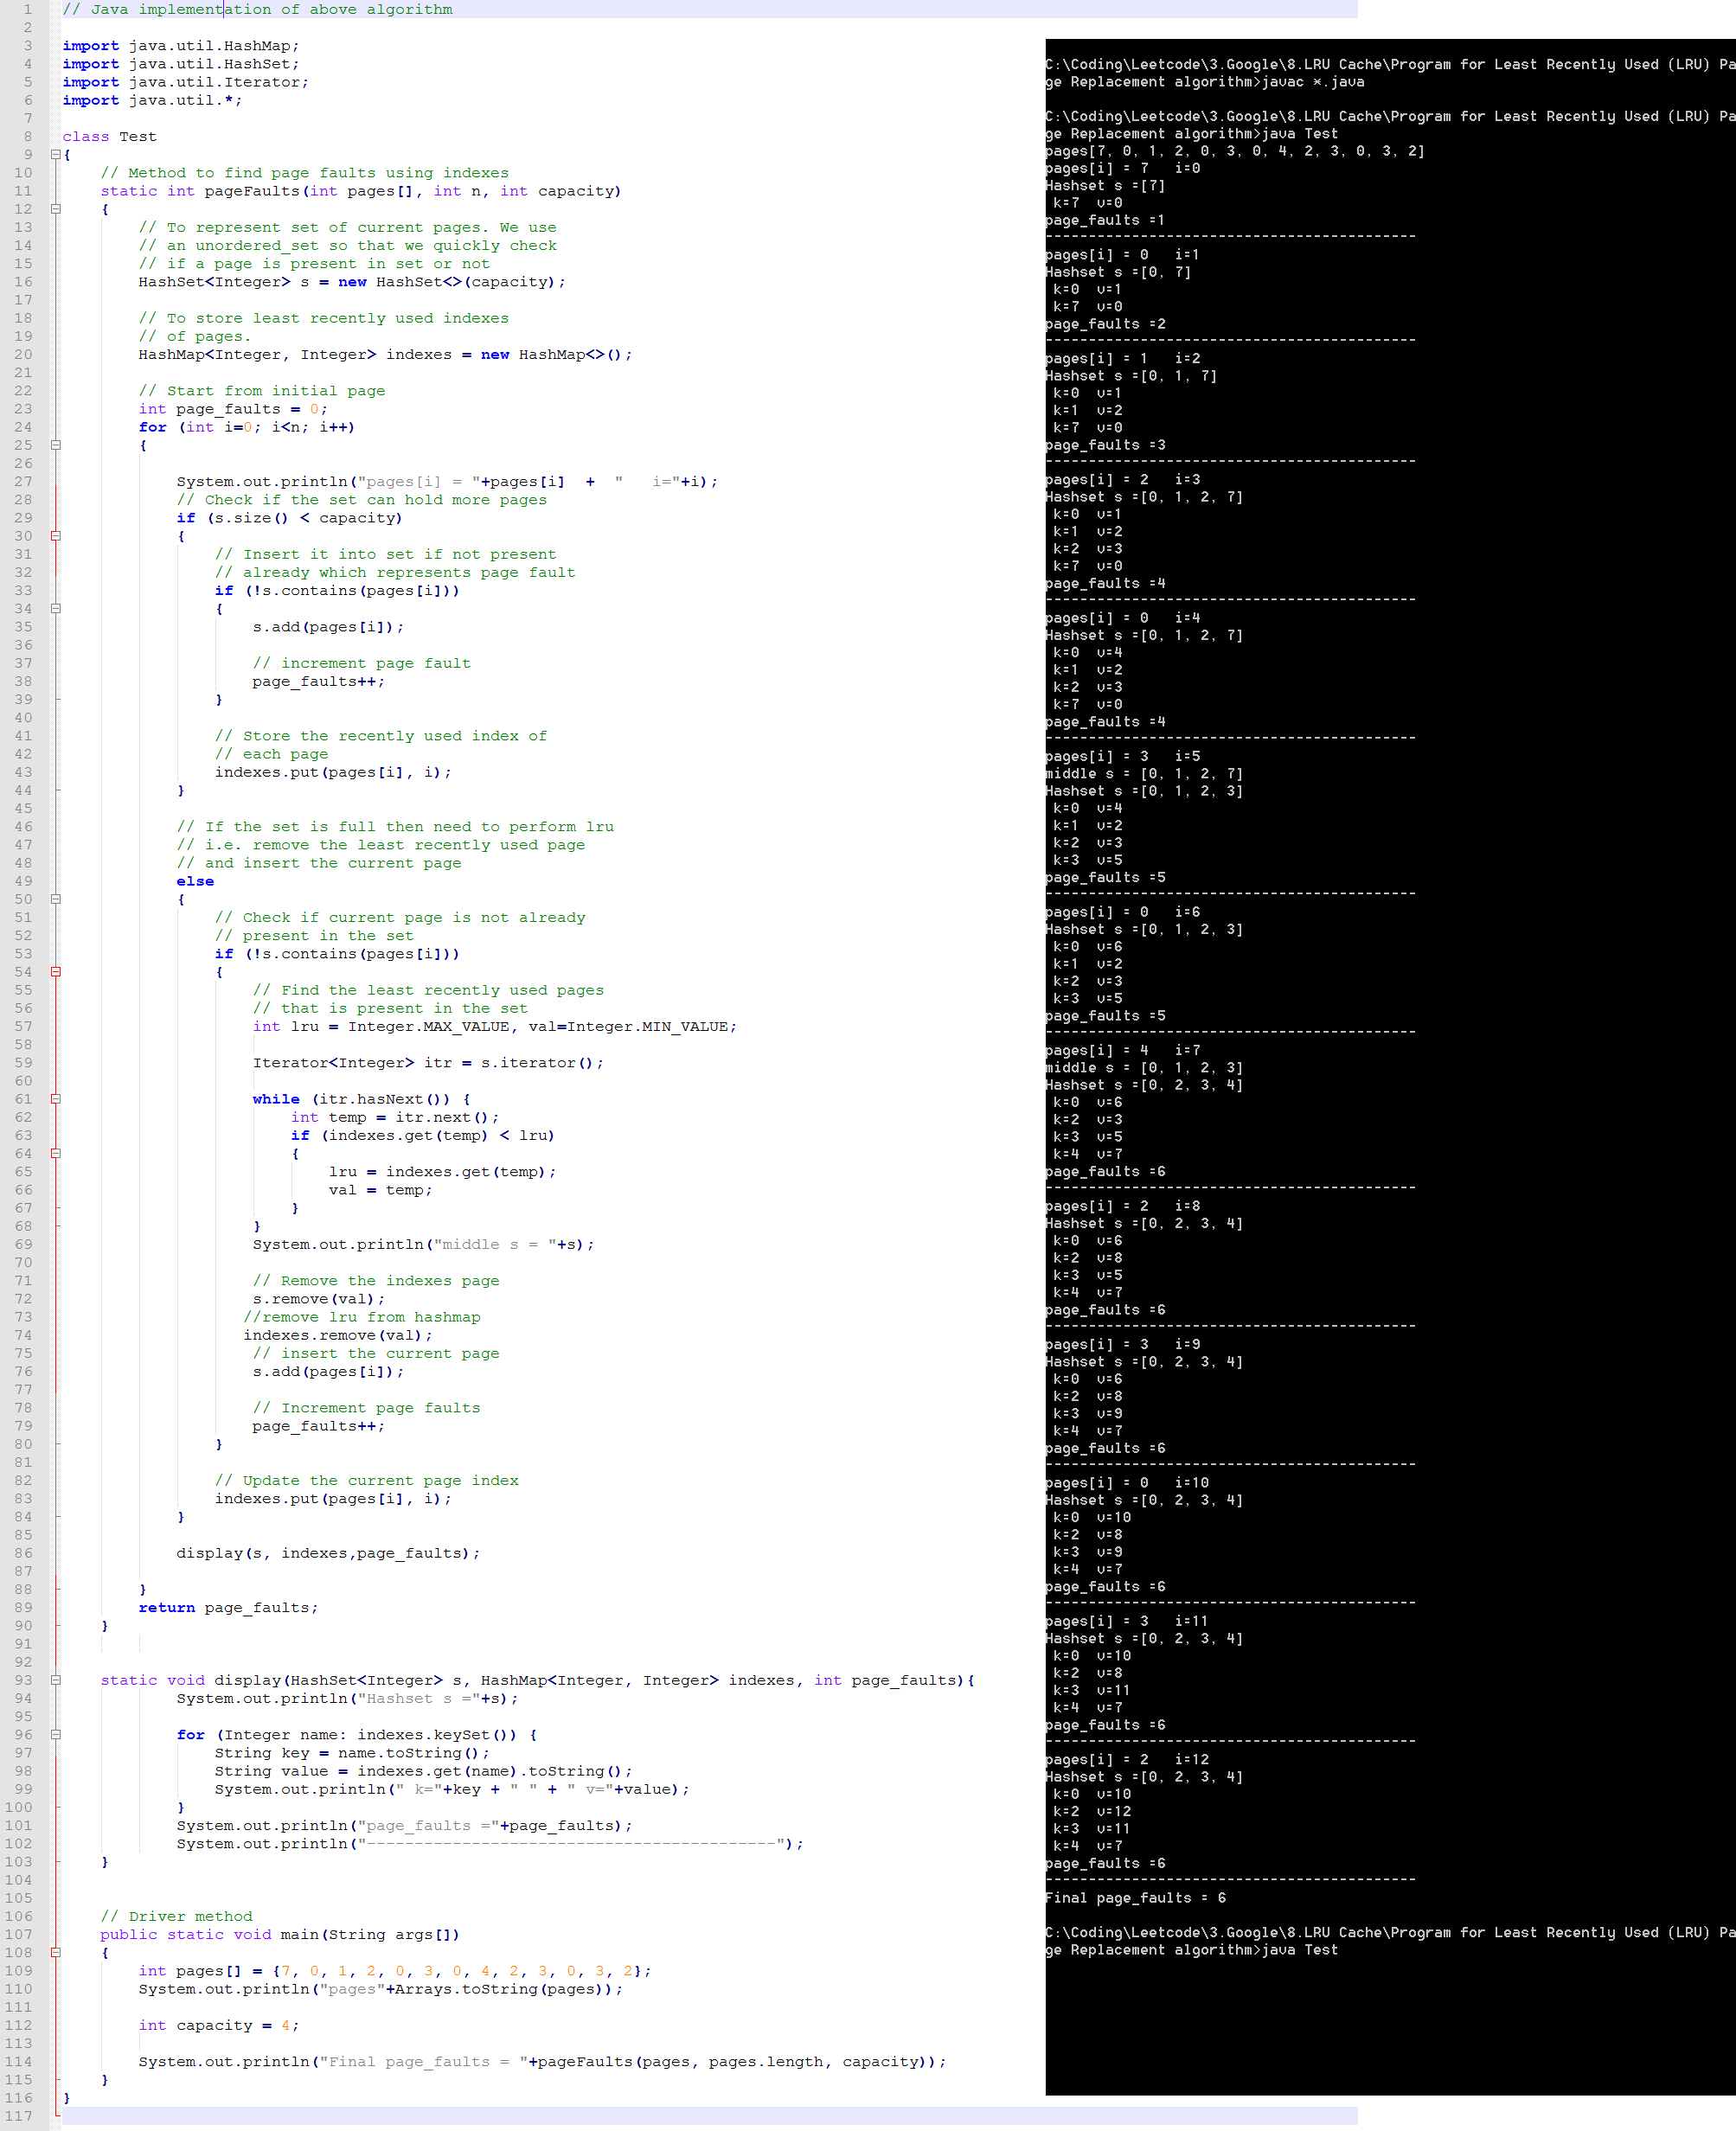 1 // Java implementation of above algorithm
2
3 import java.util.HashMap;
4 import java.util.HashSet;
5 import java.util.Iterator;
6 import java.util.*;
7
8 class Test
9 {
10 // Method to find page faults using indexes
11 static int pageFaults(int pages[], int n, int capacity)
12 {
13 // To represent set of current pages. We use
14 // an unordered_set so that we quickly check
15 // if a page is present in set or not
16 HashSet<Integer> s = new HashSet<>(capacity);
17
18 // To store least recently used indexes
19 // of pages.
20 HashMap<Integer, Integer> indexes = new HashMap<>();
21
22 // Start from initial page
23 int page_faults = 0;
24 for (int i=0; i<n; i++)
25 {
26
27 System.out.println("pages[i] = "+pages[i]  +  "   i="+i);
28 // Check if the set can hold more pages
29 if (s.size() < capacity)
30 {
31 // Insert it into set if not present
32 // already which represents page fault
33 if (!s.contains(pages[i]))
34 {
35 s.add(pages[i]);
36
37 // increment page fault
38 page_faults++;
39 }
40
41 // Store the recently used index of
42 // each page
43 indexes.put(pages[i], i);
44 }
45
46 // If the set is full then need to perform lru
47 // i.e. remove the least recently used page
48 // and insert the current page
49 else
50 {
51 // Check if current page is not already
52 // present in the set
53 if (!s.contains(pages[i]))
54 {
55 // Find the least recently used pages
56 // that is present in the set
57 int lru = Integer.MAX_VALUE, val=Integer.MIN_VALUE;
58
59 Iterator<Integer> itr = s.iterator();
60
61 while (itr.hasNext()) {
62 int temp = itr.next();
63 if (indexes.get(temp) < lru)
64 {
65 lru = indexes.get(temp);
66 val = temp;
67 }
68 }
69 System.out.println("middle s = "+s);
70
71 // Remove the indexes page
72 s.remove(val);
73 //remove lru from hashmap
74 indexes.remove(val);
75 // insert the current page
76 s.add(pages[i]);
77
78 // Increment page faults
79 page_faults++;
80 }
81
82 // Update the current page index
83 indexes.put(pages[i], i);
84 }
85
86 display(s, indexes,page_faults);
87
88 }
89 return page_faults;
90 }
91
92
93 static void display(HashSet<Integer> s, HashMap<Integer, Integer> indexes, int page_faults){
94 System.out.println("Hashset s ="+s);
95
96 for (Integer name: indexes.keySet()) {
97 String key = name.toString();
98 String value = indexes.get(name).toString();
99 System.out.println(" k="+key + " " + " v="+value);
100 }
101 System.out.println("page_faults ="+page_faults);
102 System.out.println("-------------------------------------------");
103 }
104
105
106 // Driver method
107 public static void main(String args[])
108 {
109 int pages[] = {7, 0, 1, 2, 0, 3, 0, 4, 2, 3, 0, 3, 2};
110 System.out.println("pages"+Arrays.toString(pages));
111
112 int capacity = 4;
113
114 System.out.println("Final page_faults = "+pageFaults(pages, pages.length, capacity));
115 }
116 }
117
C:\Coding\Leetcode\3.Google\8.LRU Cache\Program for Least Recently Used (LRU) Pa
ge Replacement algorithm>javac *.java
C:\Coding\Leetcode\3.Google\8.LRU Cache\Program for Least Recently Used (LRU) Pa
ge Replacement algorithm>java Test
pages[7, 0, 1, 2, 0, 3, 0, 4, 2, 3, 0, 3, 2]
pages[i] = 7   i=0
Hashset s =[7]
k=7  v=0
page_faults =1
-------------------------------------------
pages[i] = 0   i=1
Hashset s =[0, 7]
k=0  v=1
k=7  v=0
page_faults =2
-------------------------------------------
pages[i] = 1   i=2
Hashset s =[0, 1, 7]
k=0  v=1
k=1  v=2
k=7  v=0
page_faults =3
-------------------------------------------
pages[i] = 2   i=3
Hashset s =[0, 1, 2, 7]
k=0  v=1
k=1  v=2
k=2  v=3
k=7  v=0
page_faults =4
-------------------------------------------
pages[i] = 0   i=4
Hashset s =[0, 1, 2, 7]
k=0  v=4
k=1  v=2
k=2  v=3
k=7  v=0
page_faults =4
-------------------------------------------
pages[i] = 3   i=5
middle s = [0, 1, 2, 7]
Hashset s =[0, 1, 2, 3]
k=0  v=4
k=1  v=2
k=2  v=3
k=3  v=5
page_faults =5
-------------------------------------------
pages[i] = 0   i=6
Hashset s =[0, 1, 2, 3]
k=0  v=6
k=1  v=2
k=2  v=3
k=3  v=5
page_faults =5
-------------------------------------------
pages[i] = 4   i=7
middle s = [0, 1, 2, 3]
Hashset s =[0, 2, 3, 4]
k=0  v=6
k=2  v=3
k=3  v=5
k=4  v=7
page_faults =6
-------------------------------------------
pages[i] = 2   i=8
Hashset s =[0, 2, 3, 4]
k=0  v=6
k=2  v=8
k=3  v=5
k=4  v=7
page_faults =6
-------------------------------------------
pages[i] = 3   i=9
Hashset s =[0, 2, 3, 4]
k=0  v=6
k=2  v=8
k=3  v=9
k=4  v=7
page_faults =6
-------------------------------------------
pages[i] = 0   i=10
Hashset s =[0, 2, 3, 4]
k=0  v=10
k=2  v=8
k=3  v=9
k=4  v=7
page_faults =6
-------------------------------------------
pages[i] = 3   i=11
Hashset s =[0, 2, 3, 4]
k=0  v=10
k=2  v=8
k=3  v=11
k=4  v=7
page_faults =6
-------------------------------------------
pages[i] = 2   i=12
Hashset s =[0, 2, 3, 4]
k=0  v=10
k=2  v=12
k=3  v=11
k=4  v=7
page_faults =6
-------------------------------------------
Final page_faults = 6
C:\Coding\Leetcode\3.Google\8.LRU Cache\Program for Least Recently Used (LRU) Pa
ge Replacement algorithm>java Test